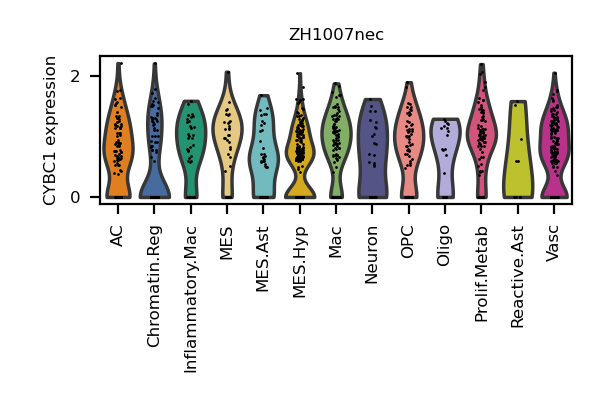 ZH1007nec
CYBC1 expression
2
0
AC
Chromatin.Reg
Inflammatory.Mac
MES
MES.Ast
MES.Hyp
Mac
Neuron
OPC
Oligo
Prolif.Metab
Reactive.Ast
Vasc